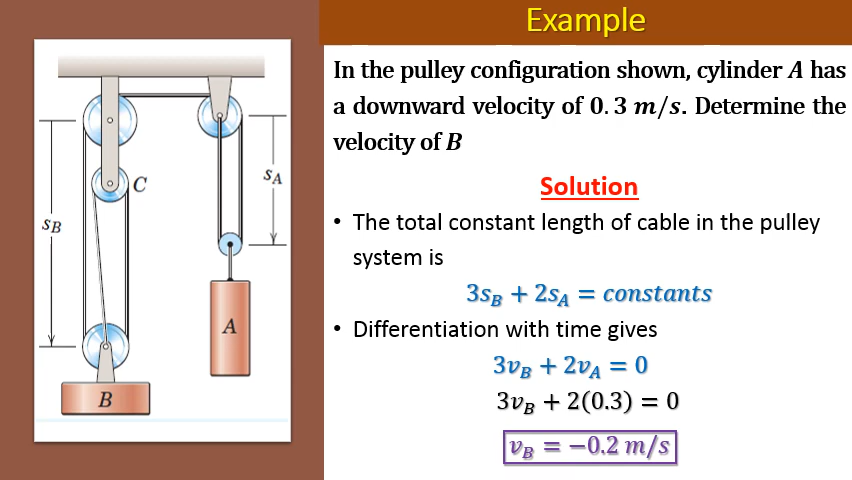 Example
In the pulley configuration shown, cylinder A has
a downward velocity of 0.3 m/s. Determine the
velocity of B
Solution
• The total constant length of cable in the pulley
system is
3s_B + 2s_A = constants
• Differentiation with time gives
3v_B + 2v_A = 0
3v_B + 2(0.3) = 0
v_B = −0.2 m/s
C
s_A
s_B
A
B